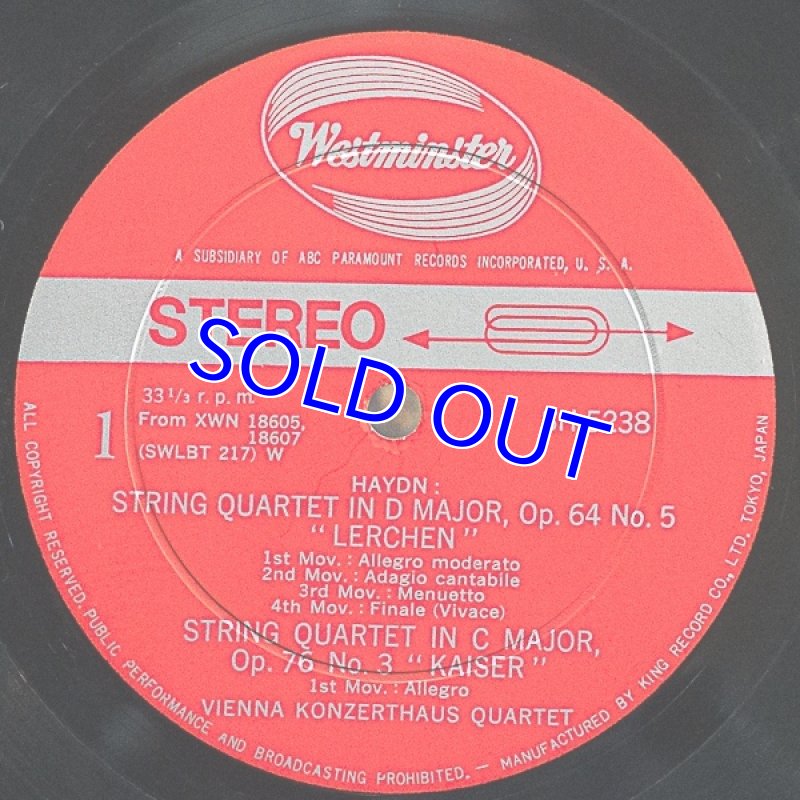 Westminster
A SUBSIDIARY OF ABC PARAMOUNT RECORDS INCORPORATED, U. S. A.
STEREO
SOLD OUT
33 1/3 r. p. m.
1
From XWN 18605,
18607
(SWLBT 217) W
5238
HAYDN :
STRING QUARTET IN D MAJOR, Op. 64 No. 5
“ LERCHEN ”
1st Mov. : Allegro moderato
2nd Mov. : Adagio cantabile
3rd Mov. : Menuetto
4th Mov. : Finale (Vivace)
STRING QUARTET IN C MAJOR,
Op. 76 No. 3 “ KAISER ”
1st Mov. : Allegro
VIENNA KONZERTHAUS QUARTET
ALL COPYRIGHT RESERVED. PUBLIC PERFORMANCE AND BROADCASTING PROHIBITED. — MANUFACTURED BY KING RECORD CO., LTD. TOKYO, JAPAN